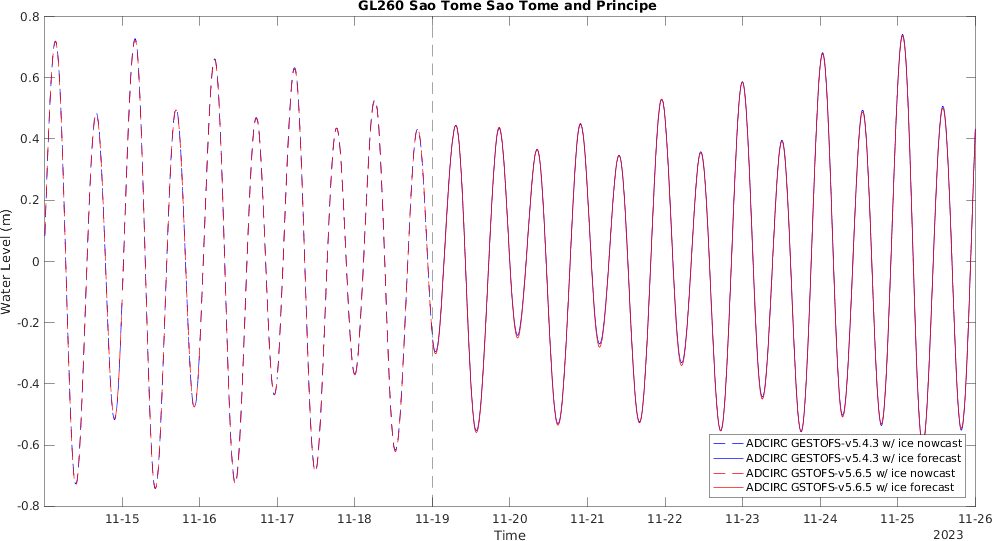 GL260 Sao Tome Sao Tome and Principe
Water Level (m)
0.8
0.6
0.4
0.2
0
-0.2
-0.4
-0.6
-0.8
ADCIRC GESTOFS-v5.4.3 w/ ice nowcast
ADCIRC GESTOFS-v5.4.3 w/ ice forecast
ADCIRC GSTOFS-v5.6.5 w/ ice nowcast
ADCIRC GSTOFS-v5.6.5 w/ ice forecast
11-15 11-16 11-17 11-18 11-19 11-20 11-21 11-22 11-23 11-24 11-25 11-26
Time
2023